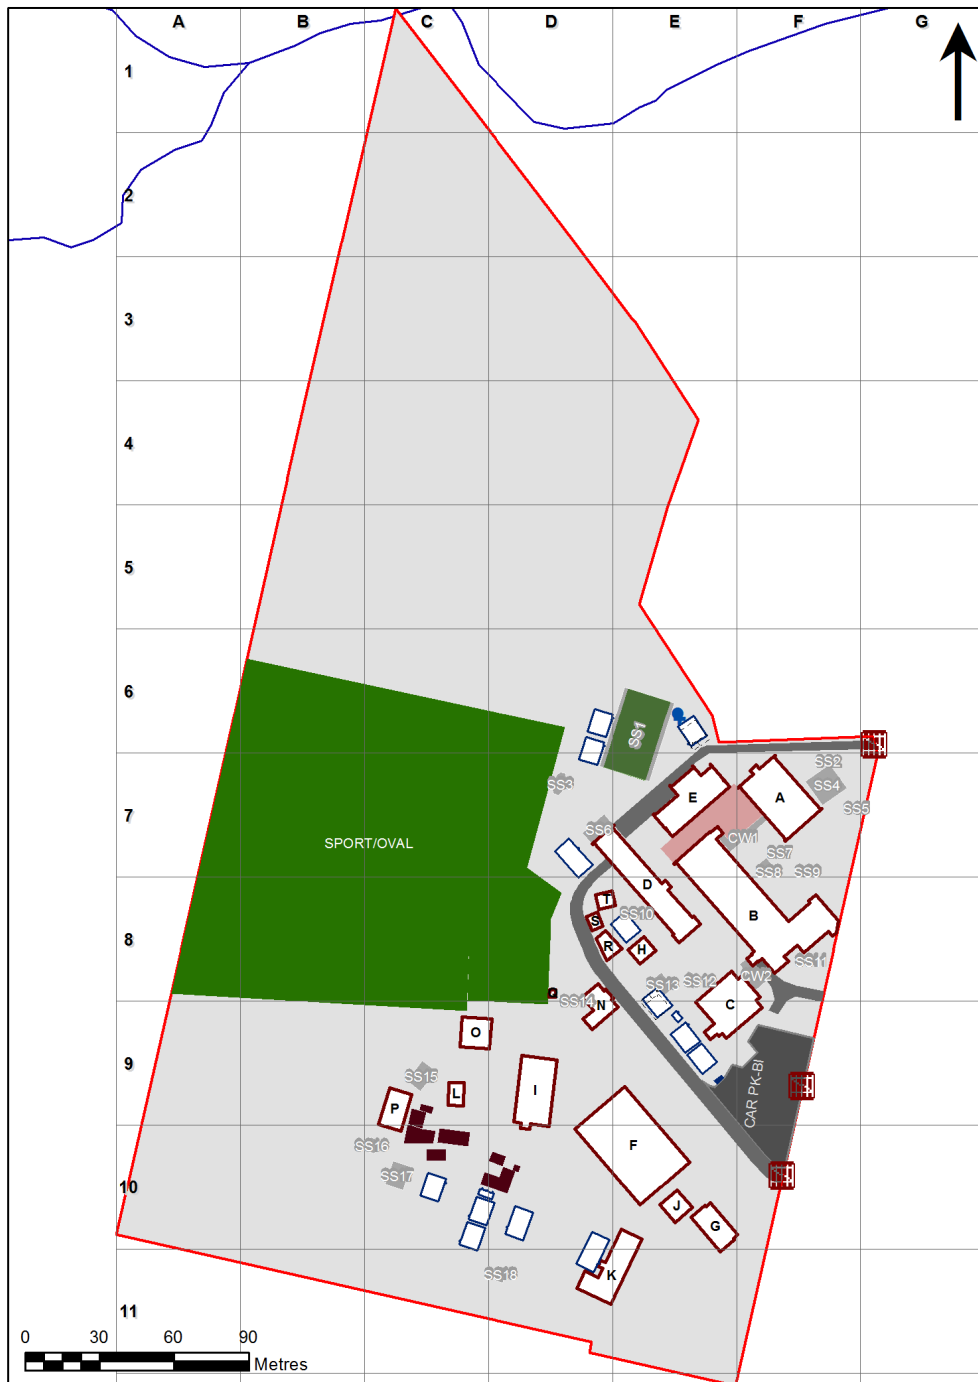 A B C D E F G
1
2
3
4
5
6
SS1
SS2
SS4
SS3
SS5
7
E
A
SS6
CW1
SPORT/OVAL
SS7
SS8 SS9
D
T
SS10
B
S
8
R H
SS11
CW2
SS13 SS12
Q
SS14 N
C
O
9
SS15
I
L
CAR PK-BI
P
SS16
F
SS17
10
J
G
SS18
K
11
0 30 60 90
Metres